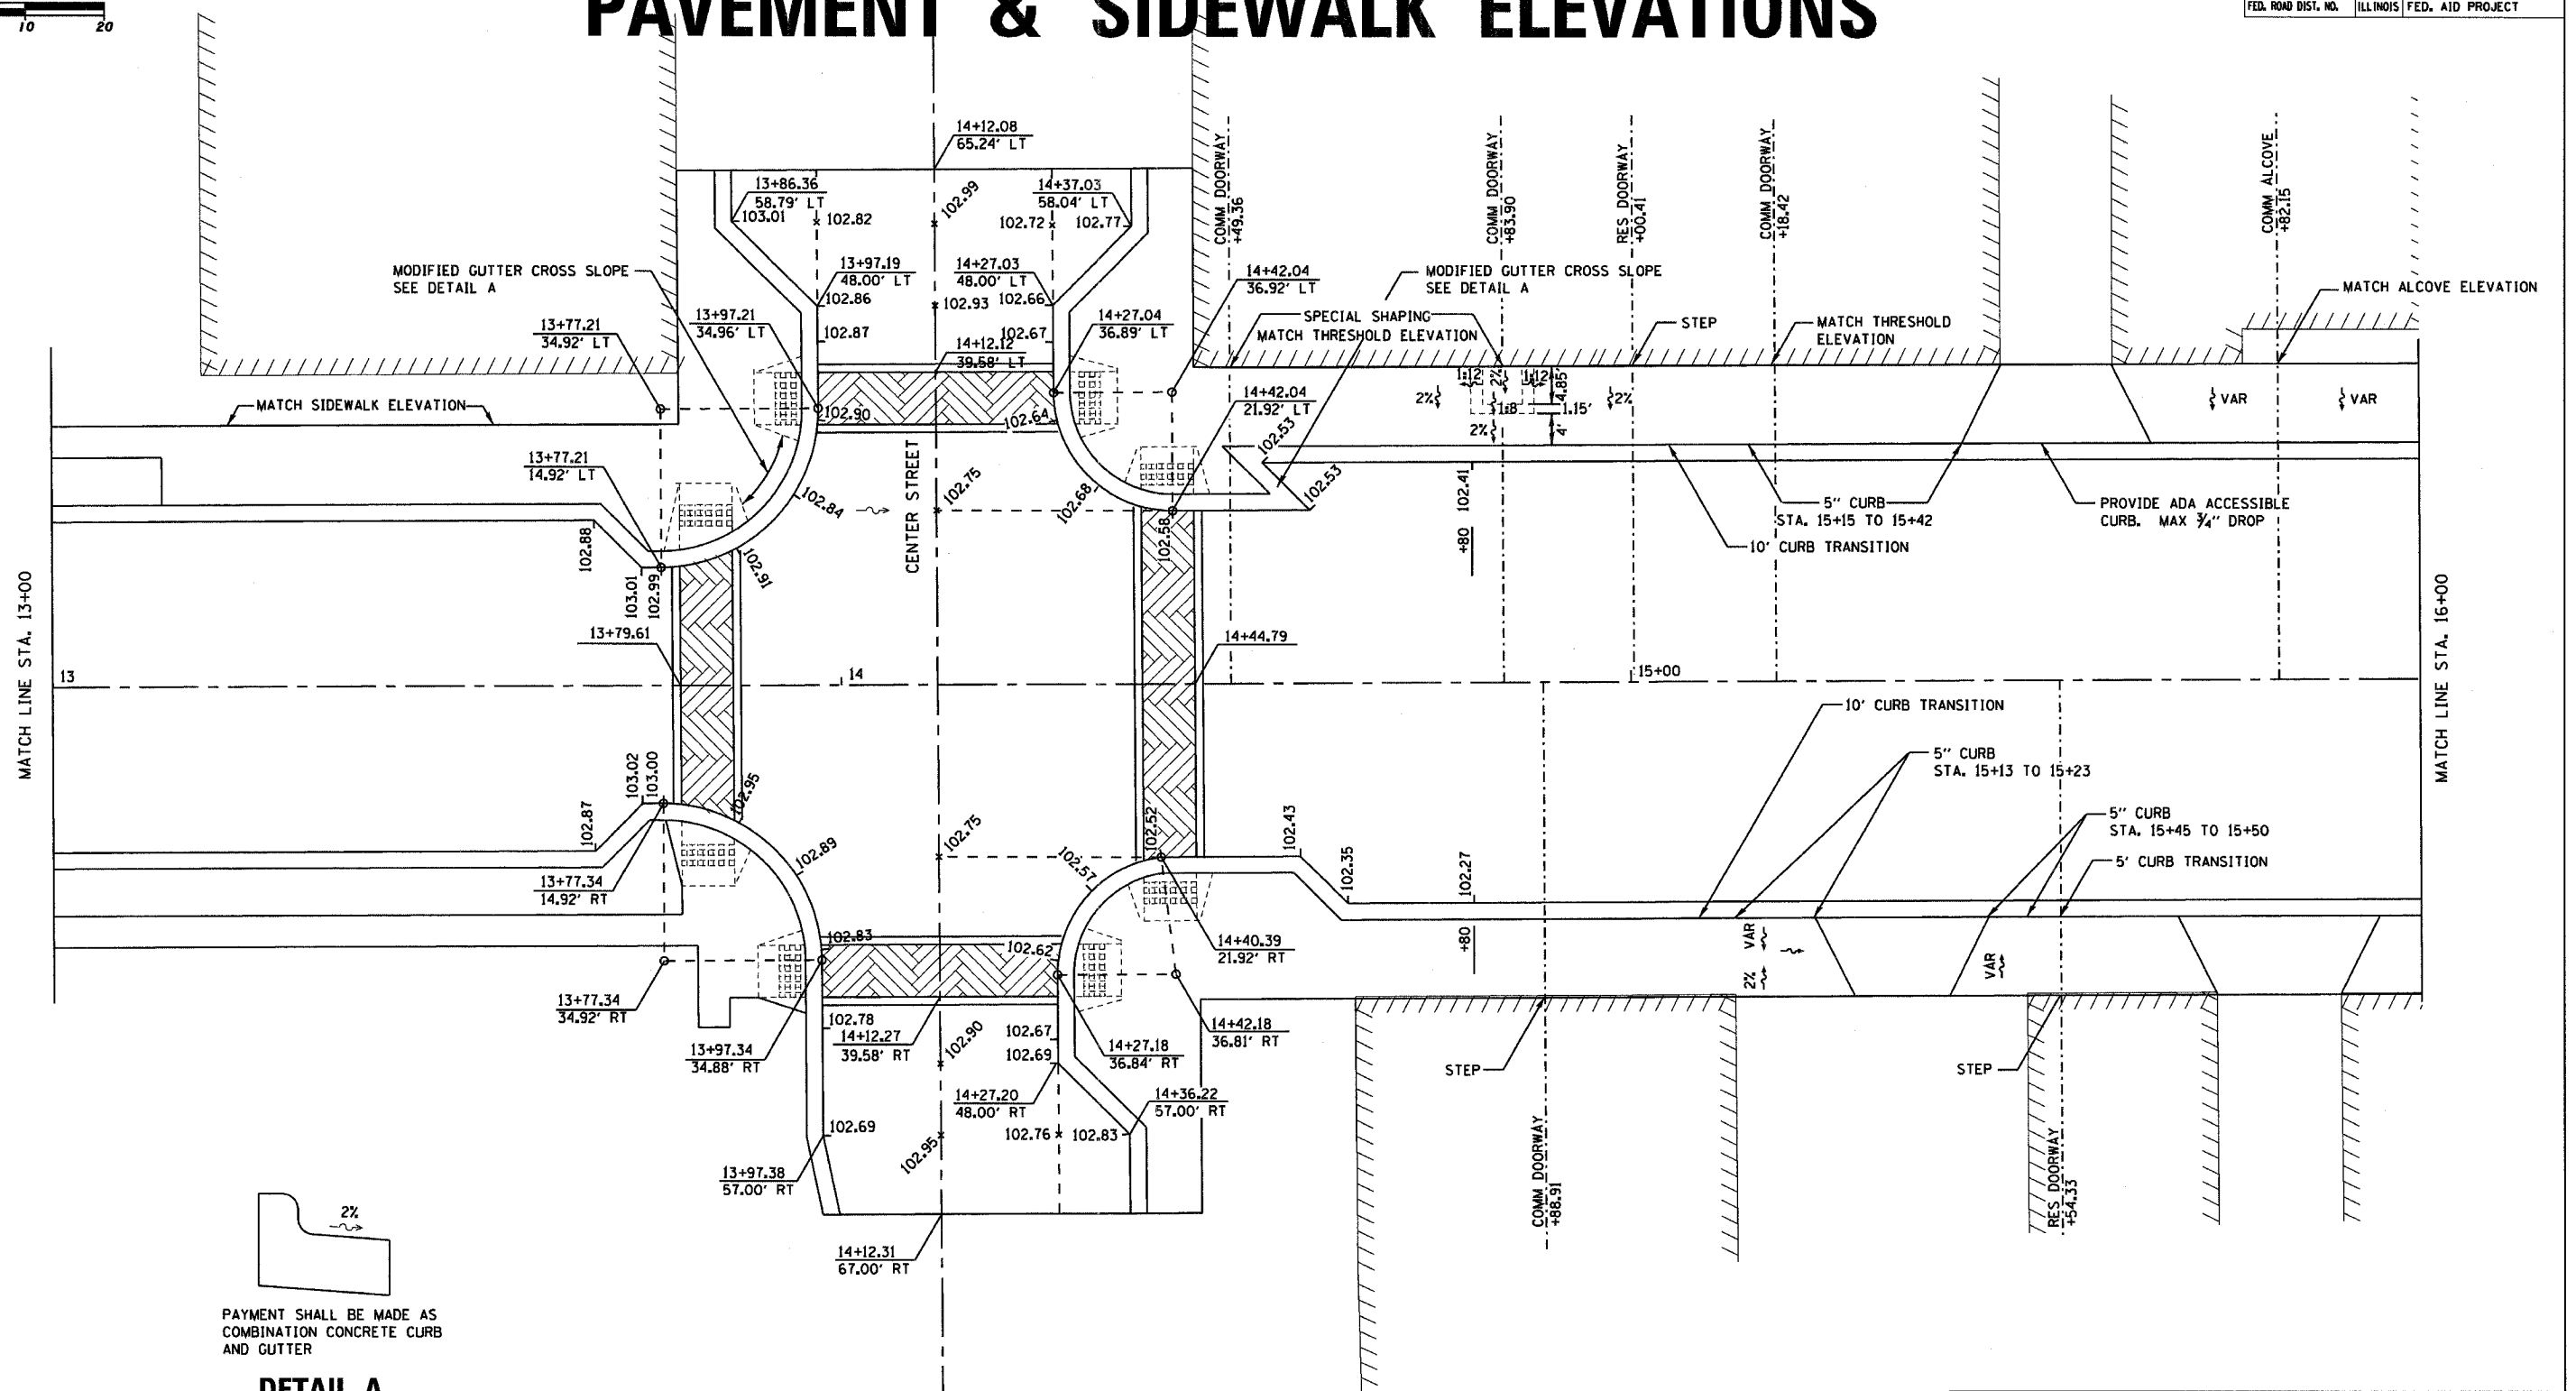 PAVEMENT & SIDEWALK ELEVATIONS
10 20
FED. ROAD DIST. NO. ILLINOIS FED. AID PROJECT
14+12.08
65.24' LT
13+86.36
58.79' LT
103.01
102.82
102.99
14+37.03
58.04' LT
102.72
102.77
COMM DOORWAY
+49.36
COMM DOORWAY
+83.90
RES DOORWAY
+00.41
COMM DOORWAY
+18.42
COMM ALCOVE
+82.15
MODIFIED GUTTER CROSS SLOPE
SEE DETAIL A
13+97.19
48.00' LT
102.86
14+27.03
48.00' LT
102.93
102.66
14+42.04
36.92' LT
MODIFIED GUTTER CROSS SLOPE
SEE DETAIL A
MATCH ALCOVE ELEVATION
13+77.21
34.92' LT
13+97.21
34.96' LT
102.87
102.67
14+27.04
36.89' LT
SPECIAL SHAPING
MATCH THRESHOLD ELEVATION
STEP
MATCH THRESHOLD
ELEVATION
14+12.12
39.58' LT
MATCH SIDEWALK ELEVATION
102.90
102.64
14+42.04
21.92' LT
1:12
2%
1:12
4.85'
2%
1:8
1.15'
2%
2%
4'
VAR
VAR
13+77.21
14.92' LT
CENTER STREET
102.84
102.75
102.68
102.58
102.53
102.53
102.41
+80
5" CURB
STA. 15+15 TO 15+42
10' CURB TRANSITION
PROVIDE ADA ACCESSIBLE
CURB. MAX ¾" DROP
102.88
103.01
102.99
102.91
MATCH LINE STA. 13+00
MATCH LINE STA. 16+00
13+79.61
14+44.79
13
14
15+00
10' CURB TRANSITION
5" CURB
STA. 15+13 TO 15+23
5" CURB
STA. 15+45 TO 15+50
5' CURB TRANSITION
103.02
103.00
102.87
102.95
102.89
102.75
102.57
102.52
102.43
102.35
102.27
+80
13+77.34
14.92' RT
102.83
102.62
14+40.39
21.92' RT
VAR
2%
VAR
13+77.34
34.92' RT
13+97.34
34.88' RT
102.78
14+12.27
39.58' RT
102.90
102.67
102.69
14+27.18
36.84' RT
14+42.18
36.81' RT
14+27.20
48.00' RT
14+36.22
57.00' RT
STEP
STEP
102.69
102.95
102.76
102.83
13+97.38
57.00' RT
COMM DOORWAY
+88.91
RES DOORWAY
+54.33
14+12.31
67.00' RT
2%
PAYMENT SHALL BE MADE AS
COMBINATION CONCRETE CURB
AND GUTTER
DETAIL A